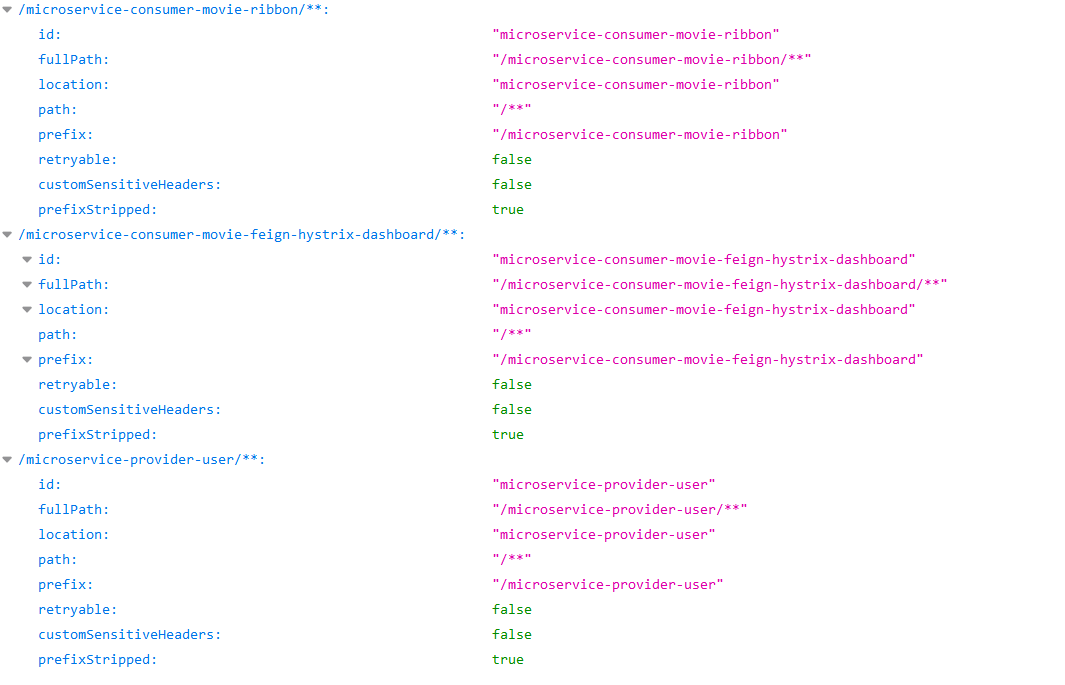 /microservice-consumer-movie-ribbon/**:
id: "microservice-consumer-movie-ribbon"
fullPath: "/microservice-consumer-movie-ribbon/**"
location: "microservice-consumer-movie-ribbon"
path: "/**"
prefix: "/microservice-consumer-movie-ribbon"
retryable: false
customSensitiveHeaders: false
prefixStripped: true
/microservice-consumer-movie-feign-hystrix-dashboard/**:
id: "microservice-consumer-movie-feign-hystrix-dashboard"
fullPath: "/microservice-consumer-movie-feign-hystrix-dashboard/**"
location: "microservice-consumer-movie-feign-hystrix-dashboard"
path: "/**"
prefix: "/microservice-consumer-movie-feign-hystrix-dashboard"
retryable: false
customSensitiveHeaders: false
prefixStripped: true
/microservice-provider-user/**:
id: "microservice-provider-user"
fullPath: "/microservice-provider-user/**"
location: "microservice-provider-user"
path: "/**"
prefix: "/microservice-provider-user"
retryable: false
customSensitiveHeaders: false
prefixStripped: true